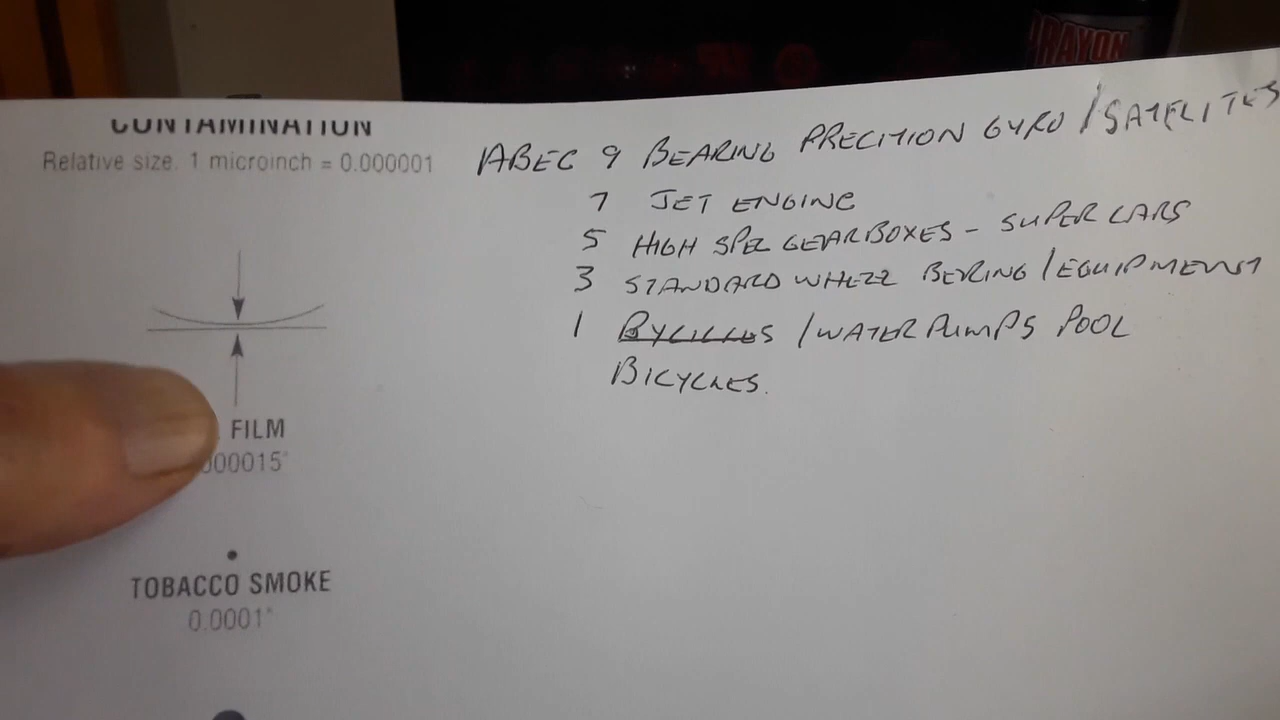 CONTAMINATION
Relative size. 1 microinch = 0.000001
FILM
000015"
TOBACCO SMOKE
0.0001"
ABEC 9 BEARING PRECITION GYRO / SATELITES
7 JET ENGINE
5 HIGH SPEC GEARBOXES - SUPER CARS
3 STANDARD WHEEL BERING / EQUIPMENT
1 BYCILLES / WATER PUMPS POOL
BICYCLES.
RAYON